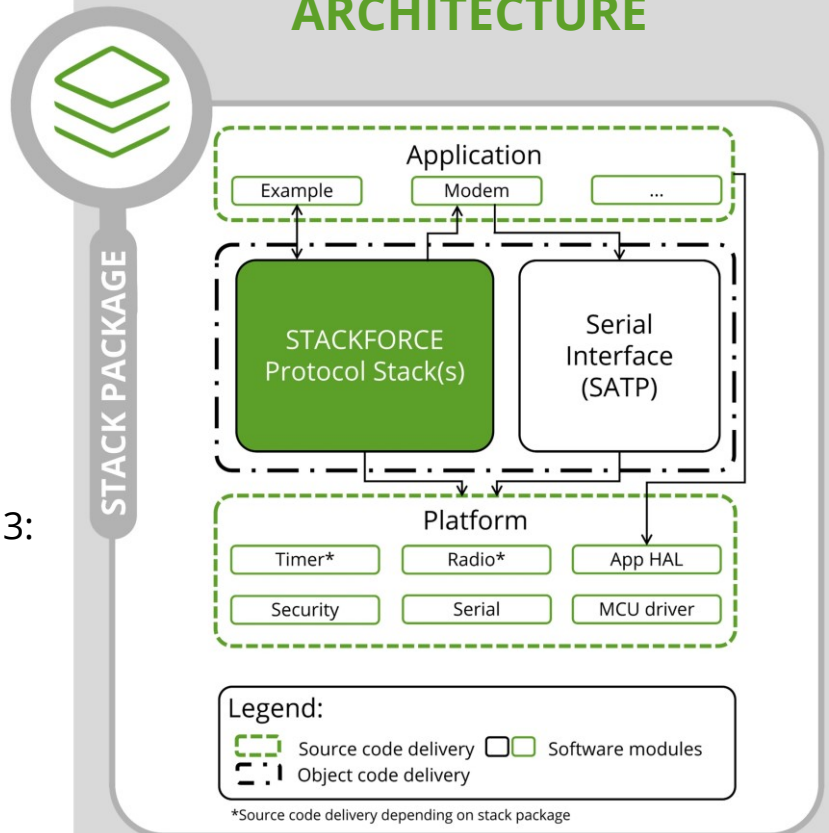 ARCHITECTURE
STACK PACKAGE
Application
Example
Modem
...
STACKFORCE
Protocol Stack(s)
Serial
Interface
(SATP)
3:
Platform
Timer*
Radio*
App HAL
Security
Serial
MCU driver
Legend:
Source code delivery
Software modules
Object code delivery
*Source code delivery depending on stack package